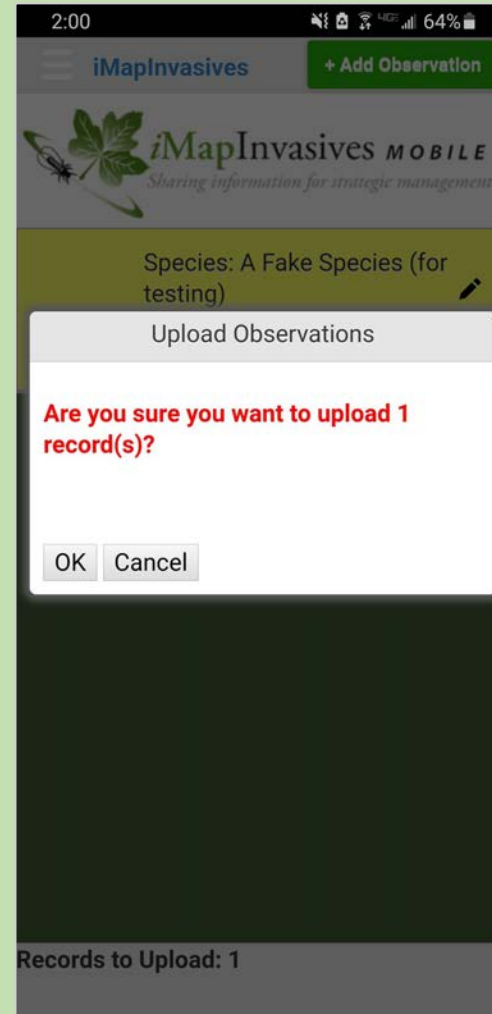 2:00 4G 64%
iMapInvasives + Add Observation
iMapInvasives MOBILE
Sharing information for strategic management
Species: A Fake Species (for
testing)
Upload Observations
Are you sure you want to upload 1
record(s)?
OK Cancel
Records to Upload: 1